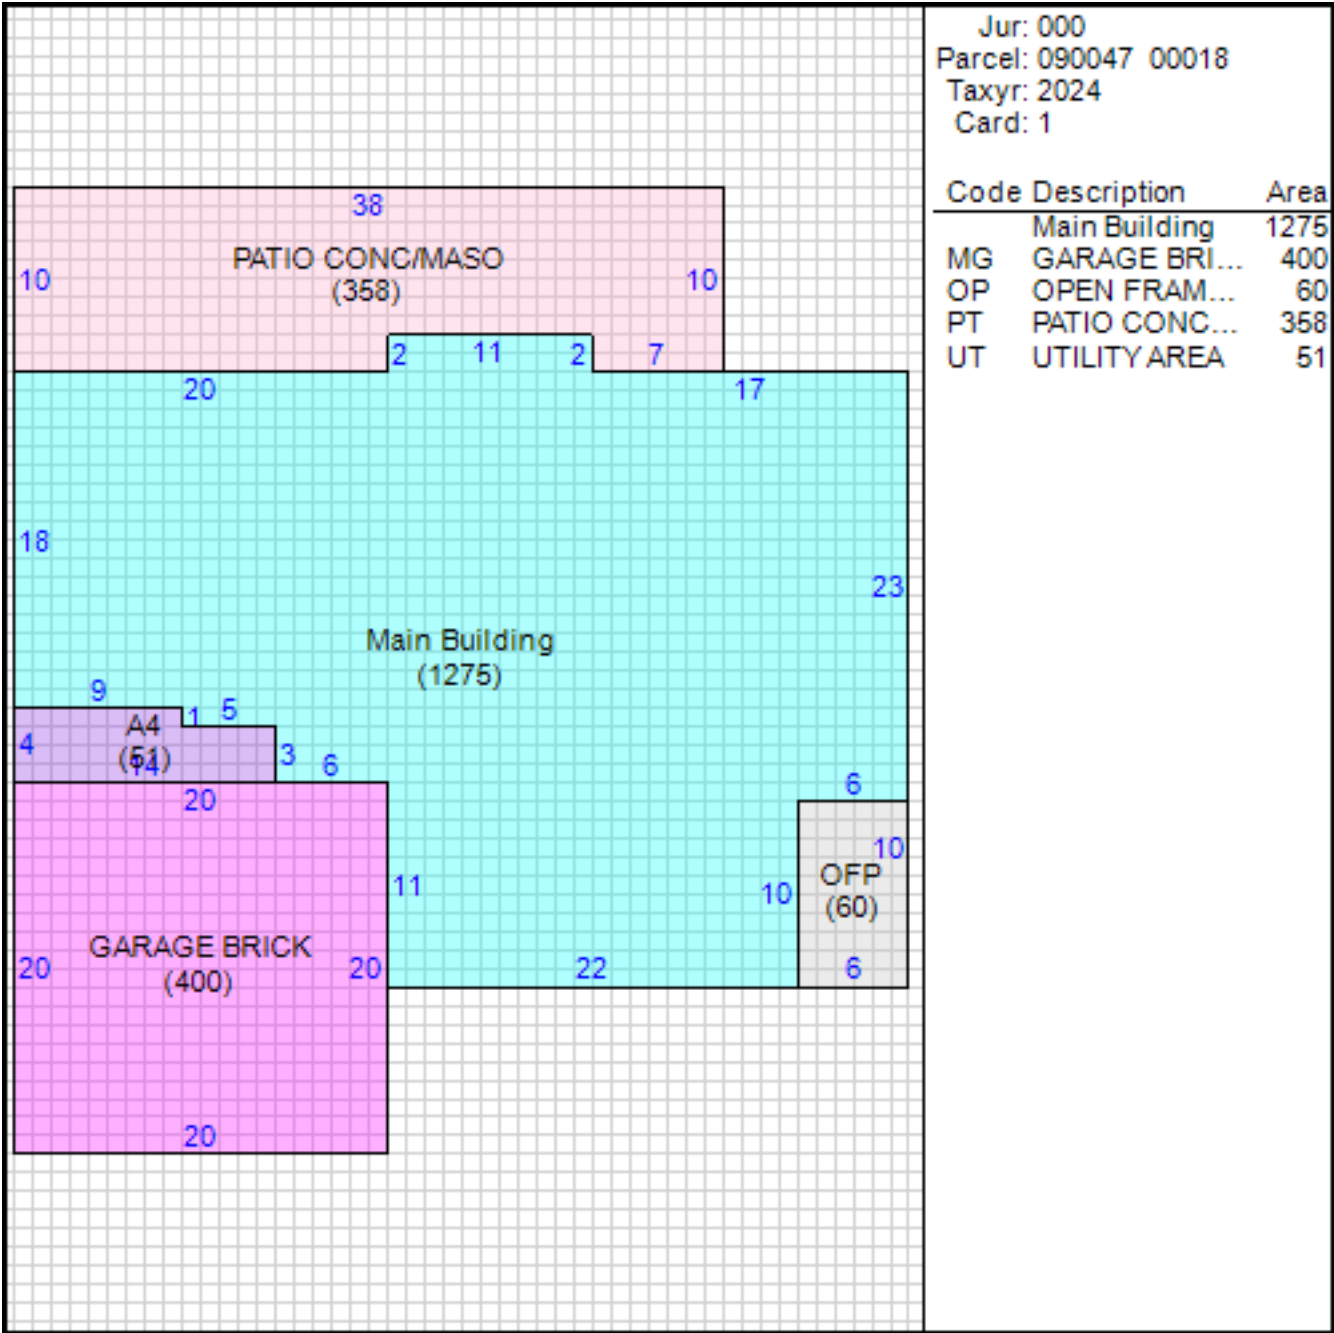 Jur: 000
Parcel: 090047 00018
Taxyr: 2024
Card: 1
Code Description Area
Main Building 1275
MG GARAGE BRI... 400
OP OPEN FRAM... 60
PT PATIO CONC... 358
UT UTILITY AREA 51
38
PATIO CONC/MASO
10 10
(358)
2 11 2 7
20 17
18
23
Main Building
(1275)
9
1 5
A4
4
(51)
14
3 6
20
6
10
OFP
11 10
(60)
GARAGE BRICK
20 20 22 6
(400)
20